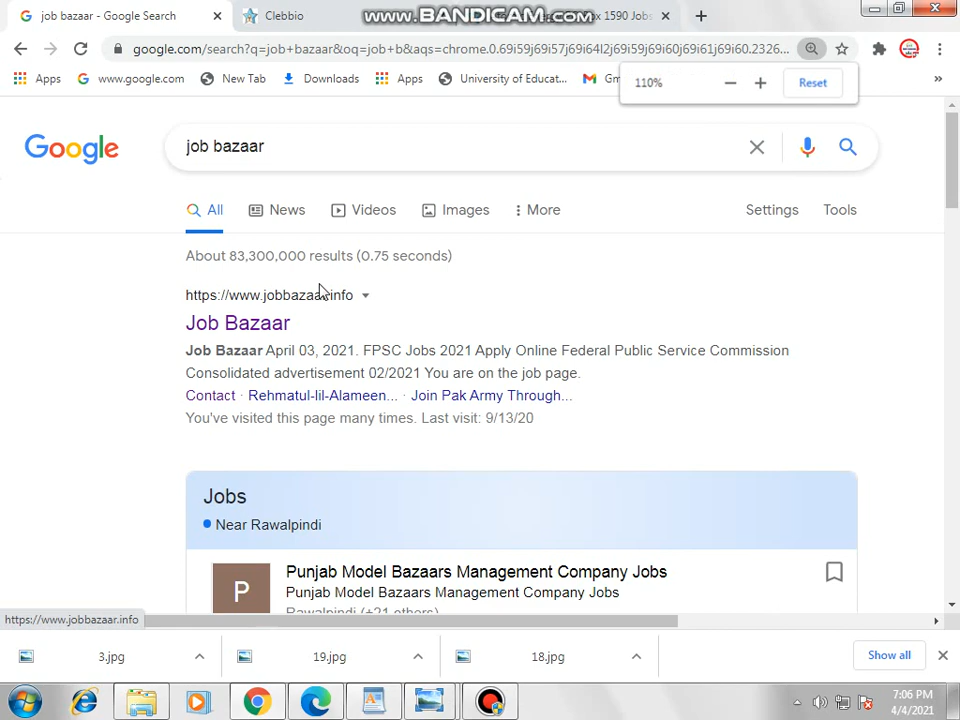 job bazaar - Google Search
Clebbio
www.BANDICAM.com
1590 Jobs
google.com/search?q=job+bazaar&oq=job+b&aqs=chrome.0.69i59j69i57j69i64l2j69i59j69i60j69i61j69i60.2326...
Apps
www.google.com
New Tab
Downloads
Apps
University of Educat...
»
110%
Reset
Google
job bazaar
All
News
Videos
Images
More
Settings
Tools
About 83,300,000 results (0.75 seconds)
https://www.jobbazaar.info
Job Bazaar
Job Bazaar April 03, 2021. FPSC Jobs 2021 Apply Online Federal Public Service Commission
Consolidated advertisement 02/2021 You are on the job page.
Contact · Rehmatul-lil-Alameen... · Join Pak Army Through...
You've visited this page many times. Last visit: 9/13/20
Jobs
Near Rawalpindi
P
Punjab Model Bazaars Management Company Jobs
Punjab Model Bazaars Management Company Jobs
Rawalpindi (+21 others)
https://www.jobbazaar.info
3.jpg
19.jpg
18.jpg
Show all
7:06 PM
4/4/2021